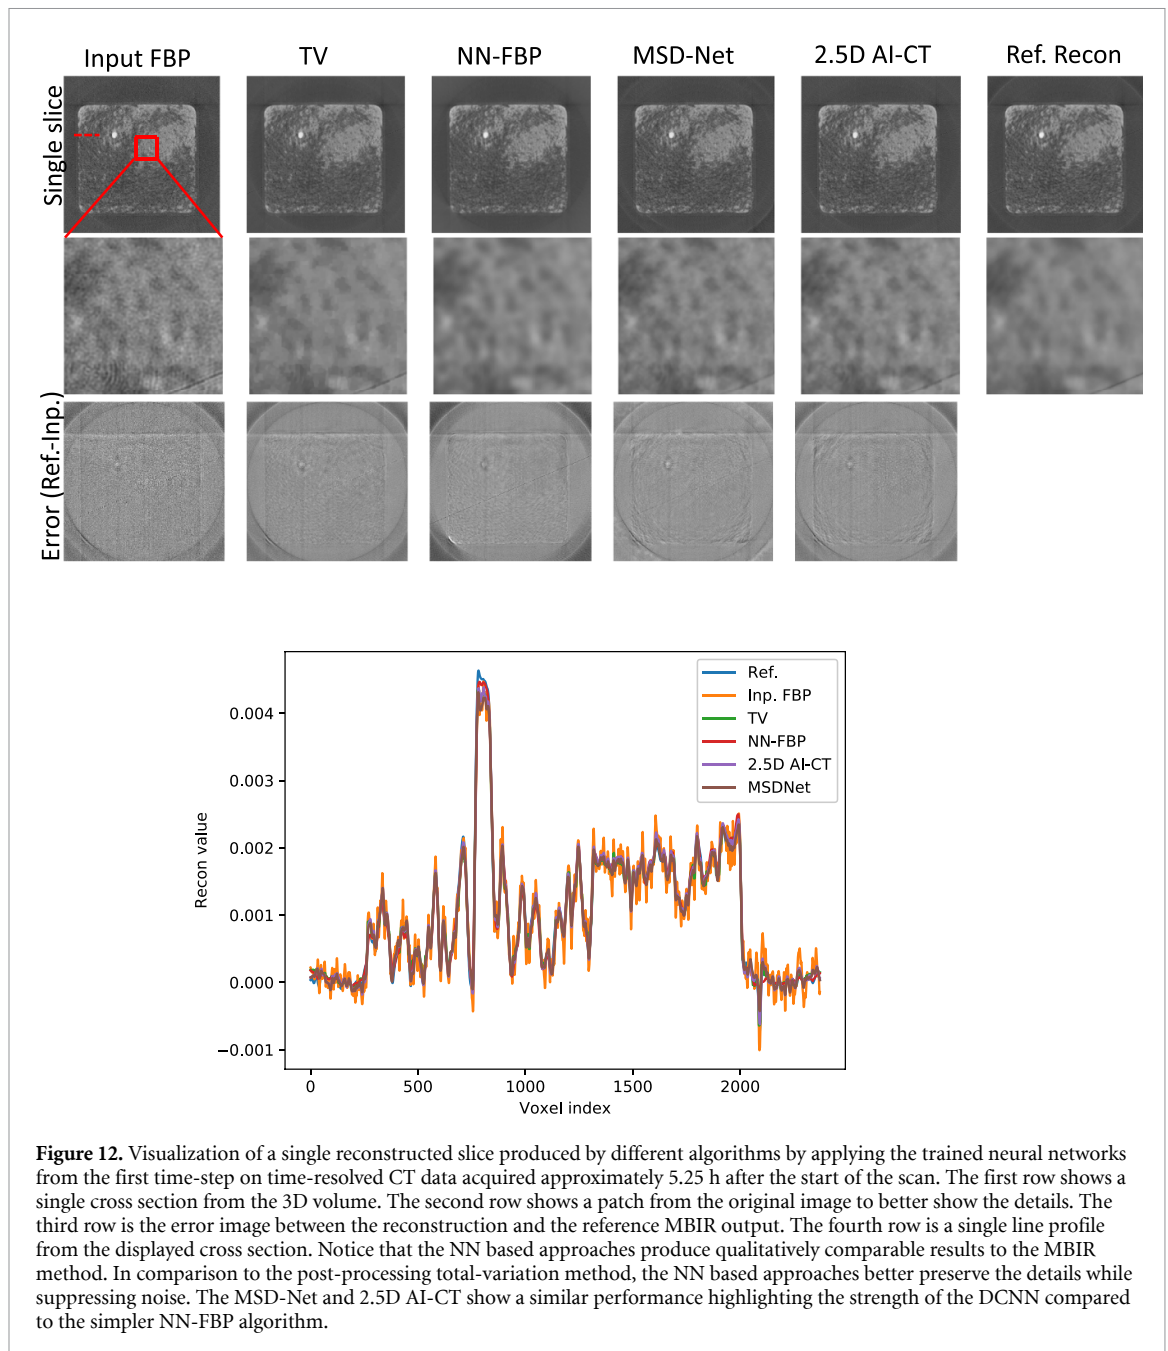 Input FBP TV NN-FBP MSD-Net 2.5D AI-CT Ref. Recon
Single slice
Error (Ref.-Inp.)
Ref.
Inp. FBP
TV
NN-FBP
2.5D AI-CT
MSDNet
0.004
0.003
0.002
0.001
0.000
−0.001
Recon value
0 500 1000 1500 2000
Voxel index
Figure 12. Visualization of a single reconstructed slice produced by different algorithms by applying the trained neural networks
from the first time-step on time-resolved CT data acquired approximately 5.25 h after the start of the scan. The first row shows a
single cross section from the 3D volume. The second row shows a patch from the original image to better show the details. The
third row is the error image between the reconstruction and the reference MBIR output. The fourth row is a single line profile
from the displayed cross section. Notice that the NN based approaches produce qualitatively comparable results to the MBIR
method. In comparison to the post-processing total-variation method, the NN based approaches better preserve the details while
suppressing noise. The MSD-Net and 2.5D AI-CT show a similar performance highlighting the strength of the DCNN compared
to the simpler NN-FBP algorithm.